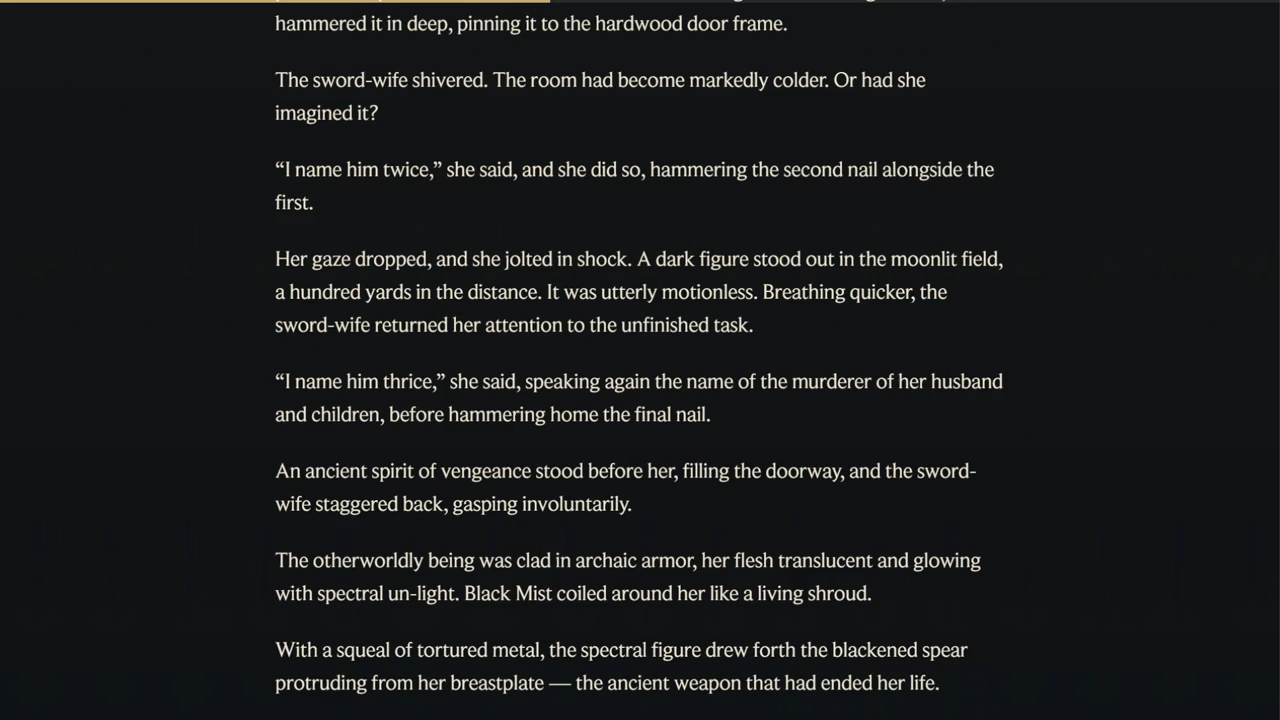 hammered it in deep, pinning it to the hardwood door frame.
The sword-wife shivered. The room had become markedly colder. Or had she
imagined it?
“I name him twice,” she said, and she did so, hammering the second nail alongside the
first.
Her gaze dropped, and she jolted in shock. A dark figure stood out in the moonlit field,
a hundred yards in the distance. It was utterly motionless. Breathing quicker, the
sword-wife returned her attention to the unfinished task.
“I name him thrice,” she said, speaking again the name of the murderer of her husband
and children, before hammering home the final nail.
An ancient spirit of vengeance stood before her, filling the doorway, and the sword-
wife staggered back, gasping involuntarily.
The otherworldly being was clad in archaic armor, her flesh translucent and glowing
with spectral un-light. Black Mist coiled around her like a living shroud.
With a squeal of tortured metal, the spectral figure drew forth the blackened spear
protruding from her breastplate — the ancient weapon that had ended her life.